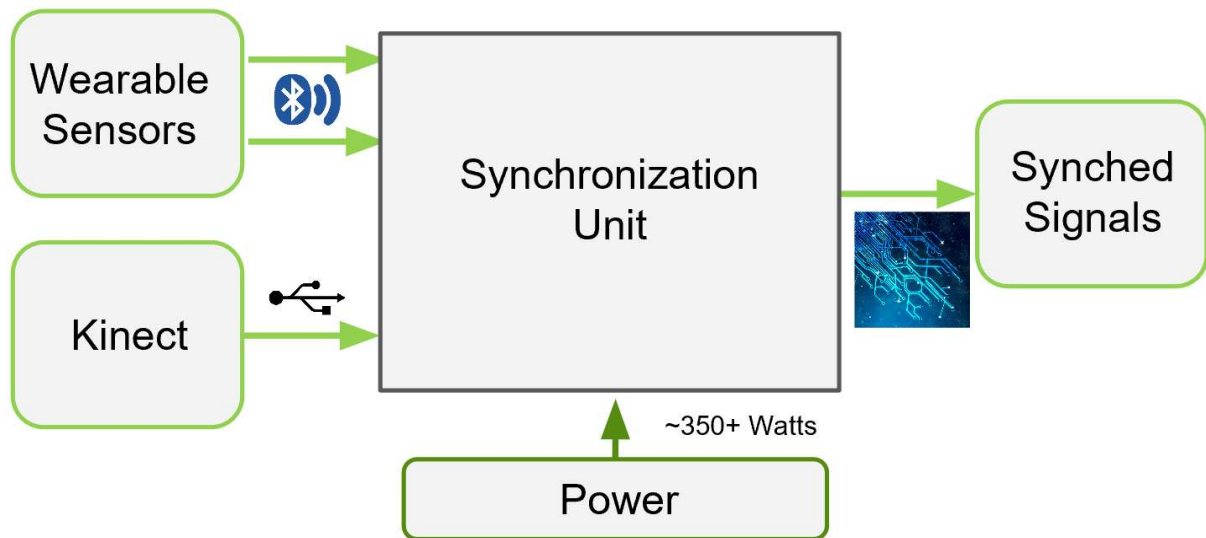 Wearable
Sensors
Synchronization
Unit
Synched
Signals
Kinect
~350+ Watts
Power